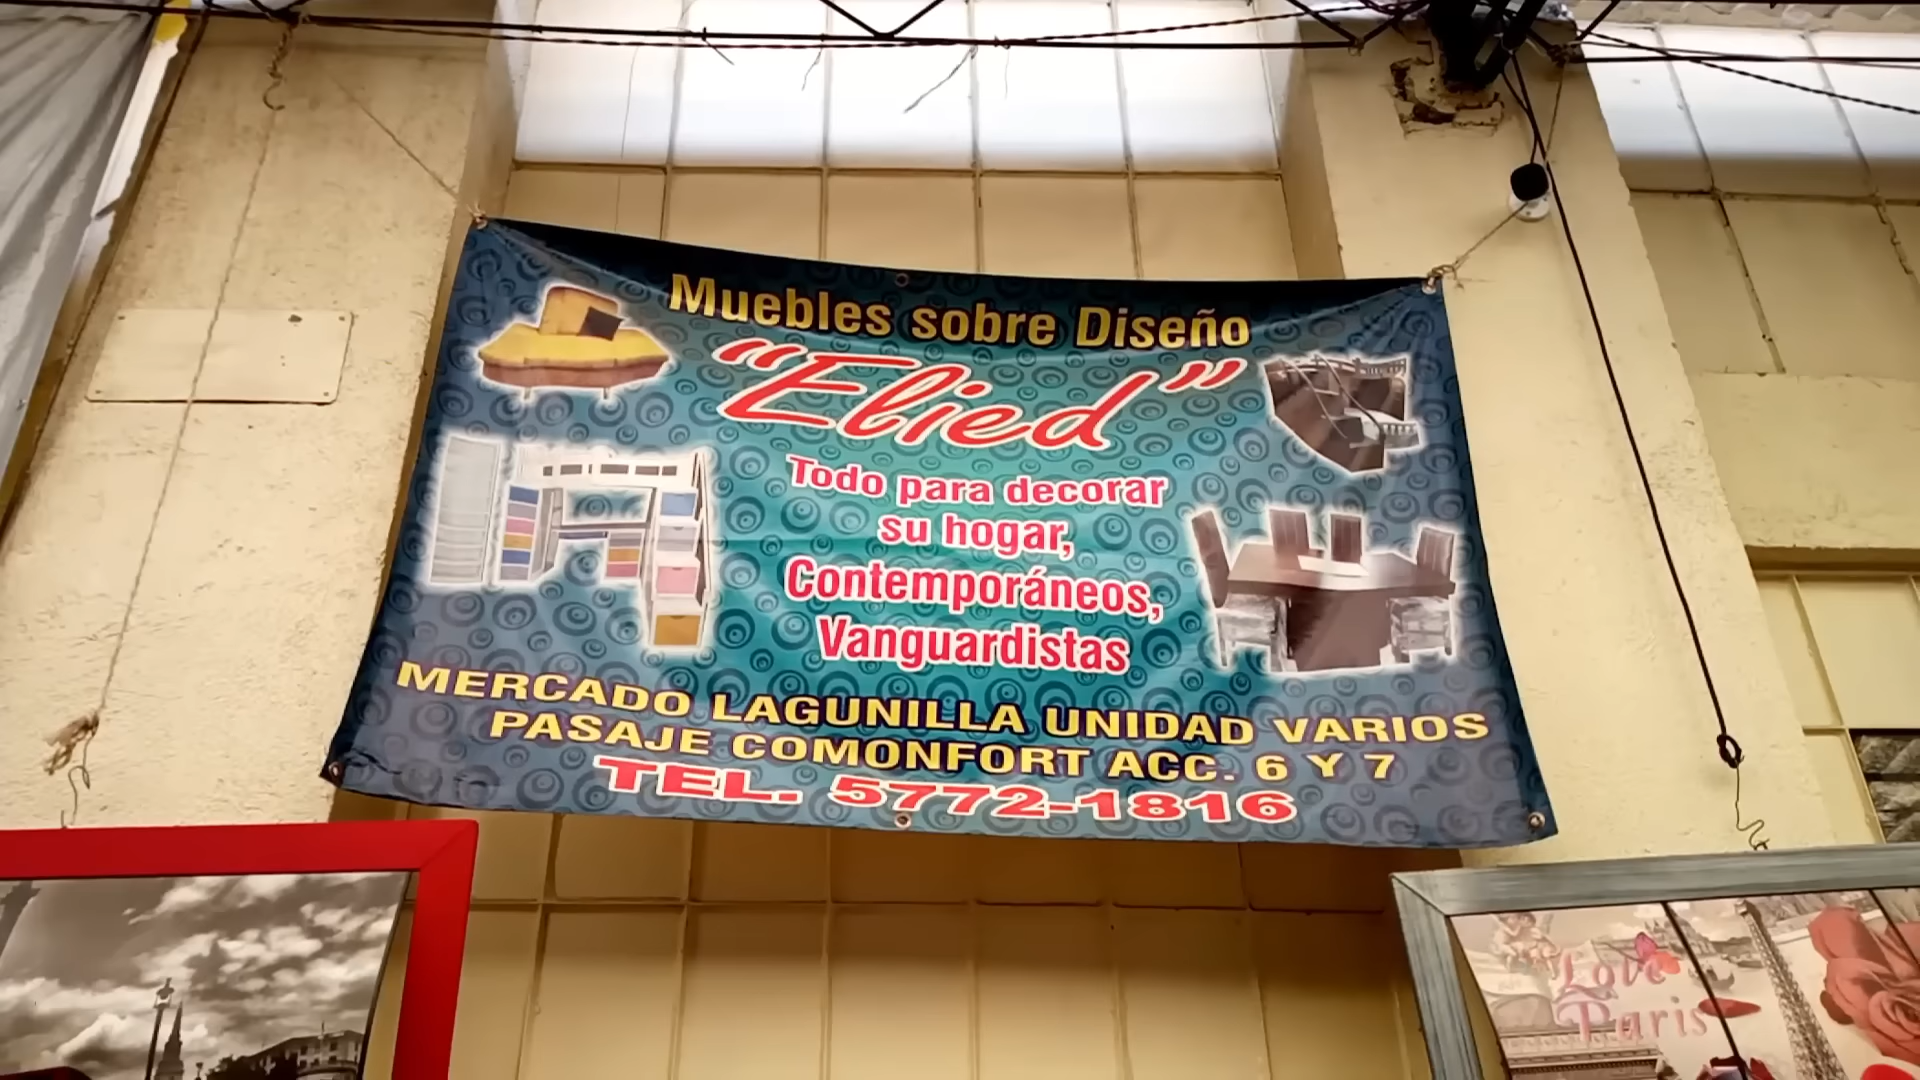 Muebles sobre Diseño
"Elied"
Todo para decorar
su hogar,
Contemporáneos,
Vanguardistas
MERCADO LAGUNILLA UNIDAD VARIOS
PASAJE COMONFORT ACC. 6 Y 7
TEL. 5772-1816
Love
Paris